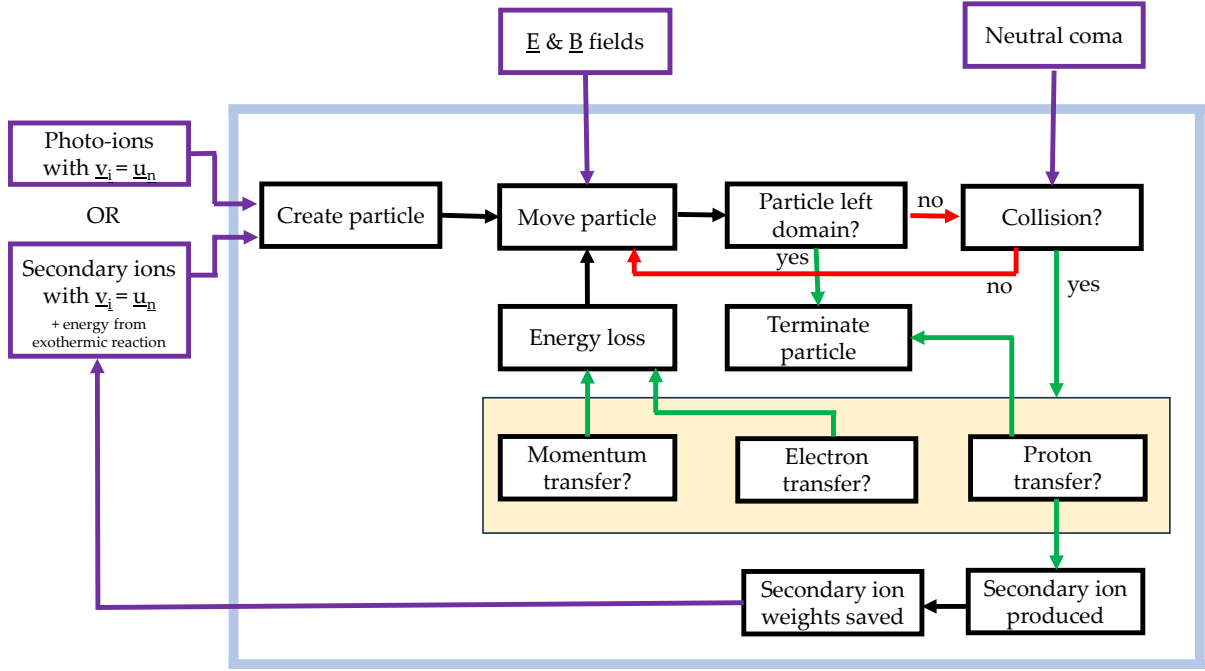 E & B fields
Neutral coma
Photo-ions
with v_i = u_n
OR
Secondary ions
with v_i = u_n
+ energy from
exothermic reaction
Create particle
Move particle
Particle left
domain?
no
Collision?
yes
no
yes
Energy loss
Terminate
particle
Momentum
transfer?
Electron
transfer?
Proton
transfer?
Secondary ion
weights saved
Secondary ion
produced